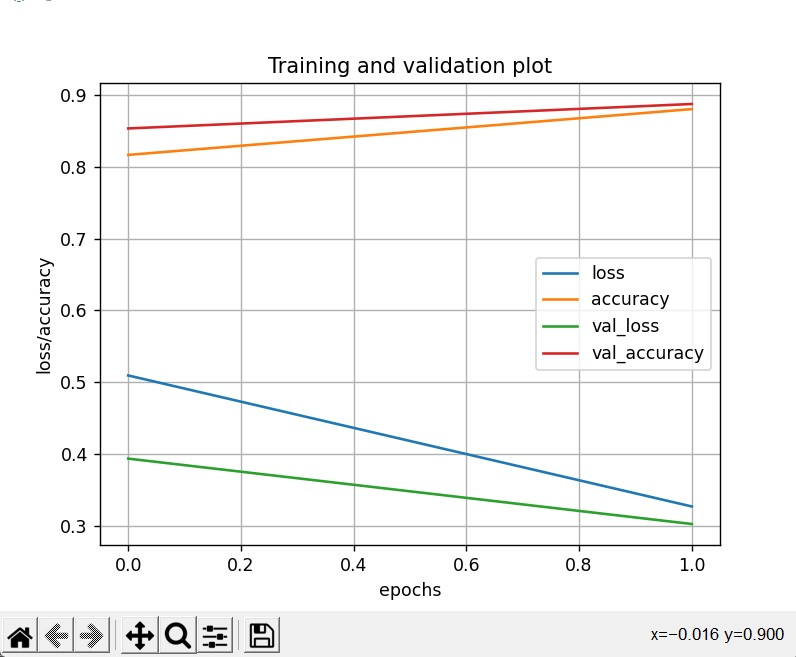 Training and validation plot
0.9
0.8
0.7
0.6
0.5
0.4
0.3
loss/accuracy
loss
accuracy
val_loss
val_accuracy
0.0 0.2 0.4 0.6 0.8 1.0
epochs
x=−0.016 y=0.900